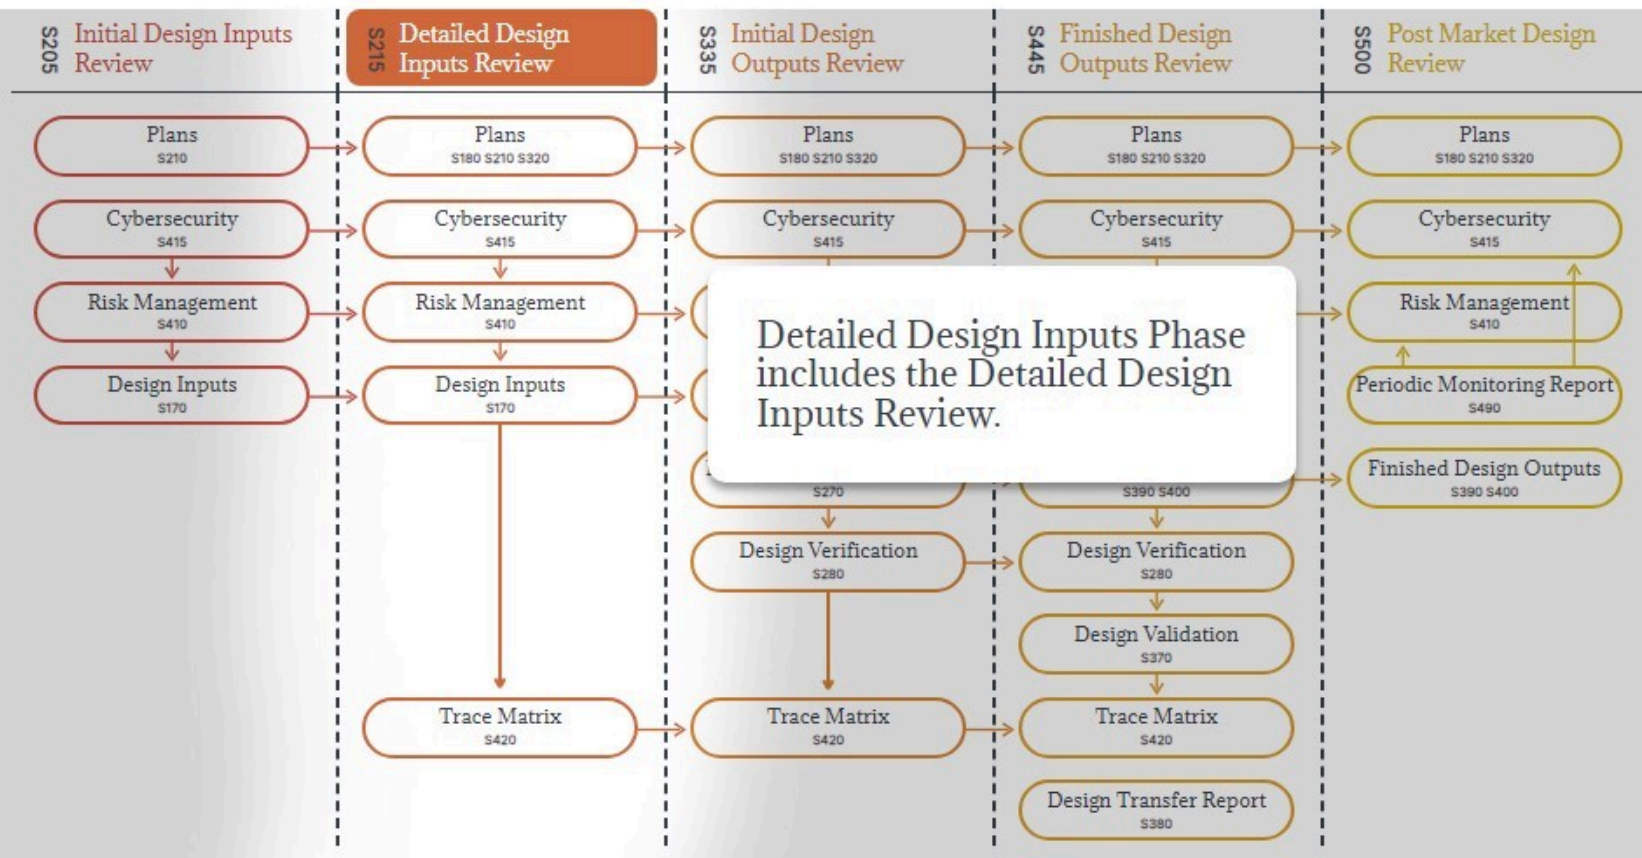 S205
Initial Design Inputs
Review
S215
Detailed Design
Inputs Review
S335
Initial Design
Outputs Review
S445
Finished Design
Outputs Review
S500
Post Market Design
Review
Plans
S210
Plans
S180 S210 S320
Plans
S180 S210 S320
Plans
S180 S210 S320
Plans
S180 S210 S320
Cybersecurity
S415
Cybersecurity
S415
Cybersecurity
S415
Cybersecurity
S415
Cybersecurity
S415
Risk Management
S410
Risk Management
S410
Risk Management
S410
Design Inputs
S170
Design Inputs
S170
Detailed Design Inputs Phase
includes the Detailed Design
Inputs Review.
Periodic Monitoring Report
S490
S270
S390 S400
Finished Design Outputs
S390 S400
Design Verification
S280
Design Verification
S280
Design Validation
S370
Trace Matrix
S420
Trace Matrix
S420
Trace Matrix
S420
Design Transfer Report
S380